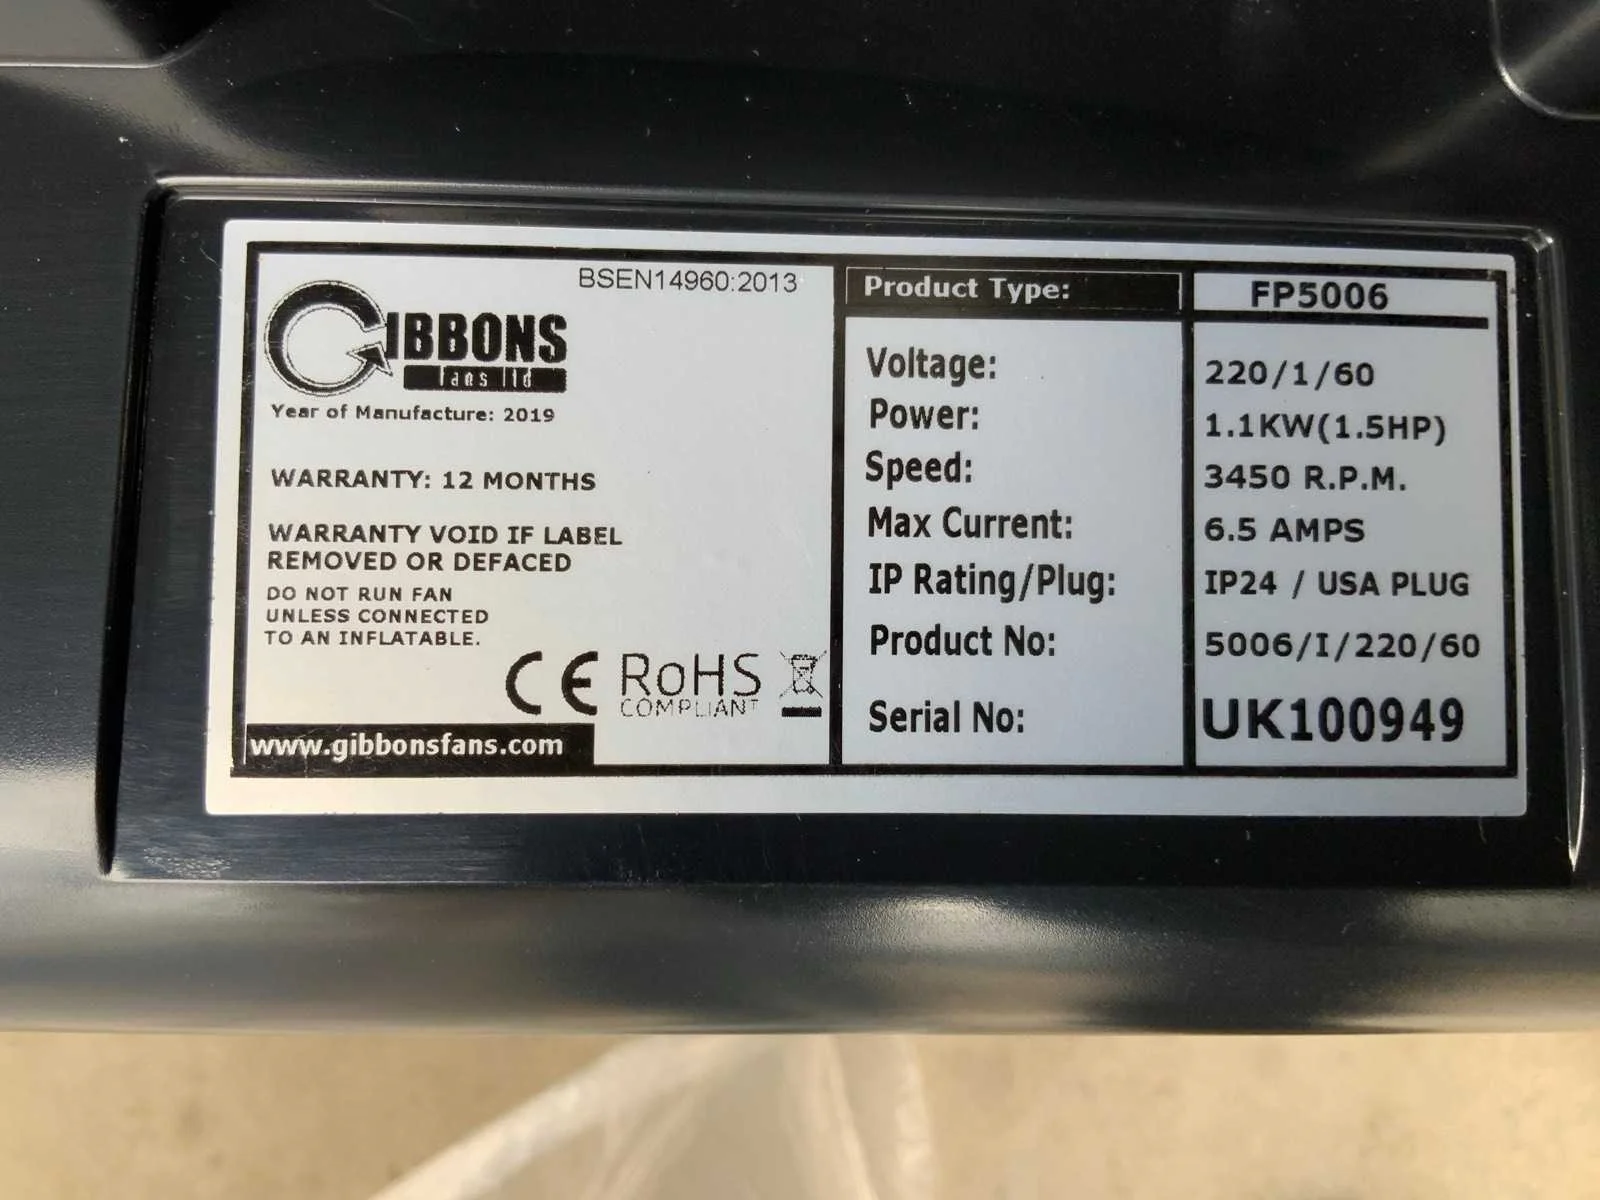 BSEN14960:2013
GIBBONS
fans ltd
Year of Manufacture: 2019
WARRANTY: 12 MONTHS
WARRANTY VOID IF LABEL
REMOVED OR DEFACED
DO NOT RUN FAN
UNLESS CONNECTED
TO AN INFLATABLE.
CE RoHS
COMPLIANT
www.gibbonsfans.com
Product Type: FP5006
Voltage: 220/1/60
Power: 1.1KW(1.5HP)
Speed: 3450 R.P.M.
Max Current: 6.5 AMPS
IP Rating/Plug: IP24 / USA PLUG
Product No: 5006/I/220/60
Serial No: UK100949